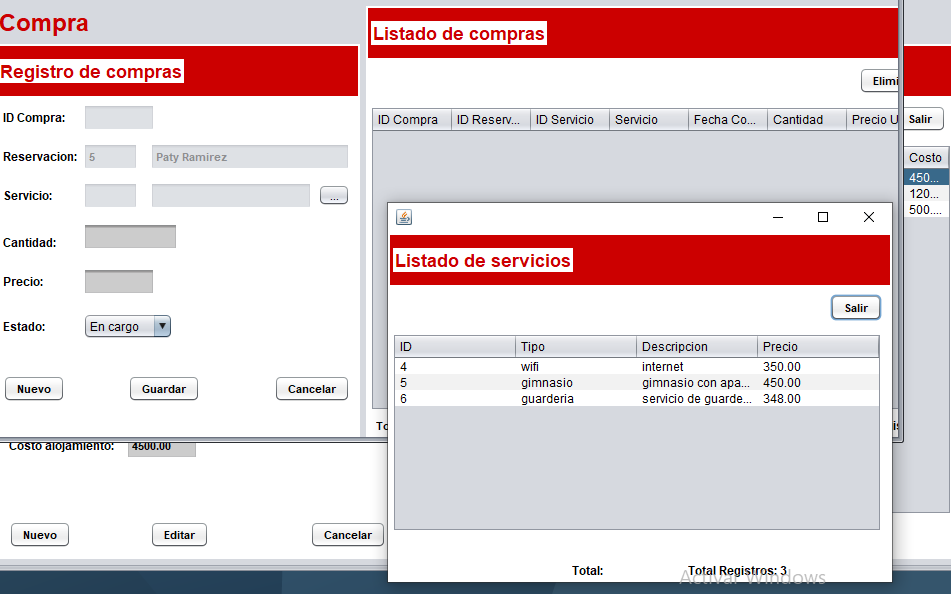 Compra
Registro de compras
ID Compra:
Reservacion: 5 Paty Ramirez
Servicio: ...
Cantidad:
Precio:
Estado: En cargo
Nuevo Guardar Cancelar
Listado de compras
Elimi
ID Compra ID Reserv... ID Servicio Servicio Fecha Co... Cantidad Precio U
Salir
Costo
450...
120...
500....
Listado de servicios
Salir
ID Tipo Descripcion Precio
4 wifi internet 350.00
5 gimnasio gimnasio con apa... 450.00
6 guarderia servicio de guarde... 348.00
Total: Total Registros: 3
Costo alojamiento: 4500.00
Nuevo Editar Cancelar
Activar Windows